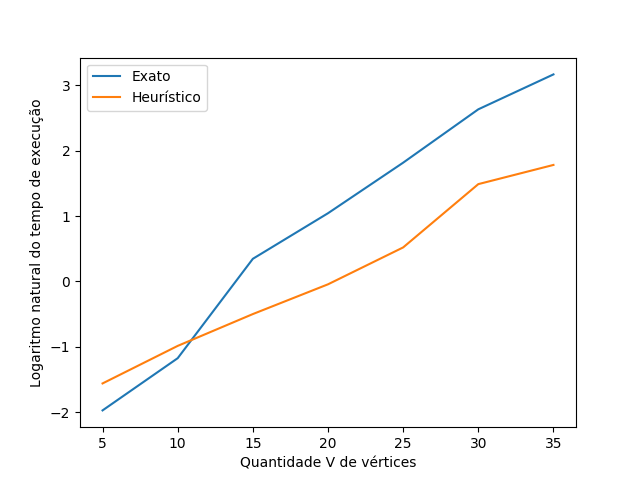 Exato
Heurístico
Logaritmo natural do tempo de execução
3
2
1
0
−1
−2
5 10 15 20 25 30 35
Quantidade V de vértices